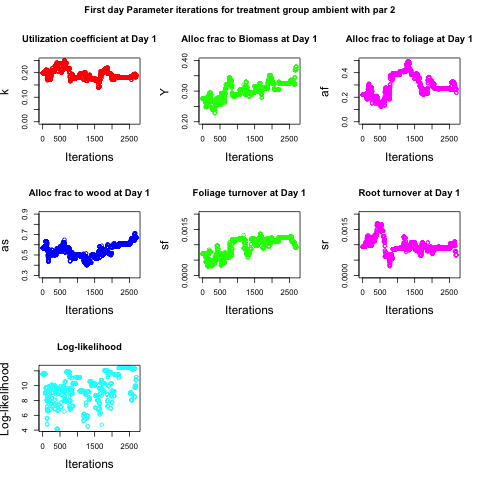 First day Parameter iterations for treatment group ambient with par 2
Utilization coefficient at Day 1
k
0.00 0.10 0.20
0 500 1500 2500
Iterations
Alloc frac to Biomass at Day 1
Y
0.20 0.30 0.40
0 500 1500 2500
Iterations
Alloc frac to foliage at Day 1
af
0.0 0.2 0.4
0 500 1500 2500
Iterations
Alloc frac to wood at Day 1
as
0.3 0.5 0.7 0.9
0 500 1500 2500
Iterations
Foliage turnover at Day 1
sf
0.0000 0.0015
0 500 1500 2500
Iterations
Root turnover at Day 1
sr
0.0000 0.0015
0 500 1500 2500
Iterations
Log-likelihood
Log-likelihood
4 6 8 10
0 500 1500 2500
Iterations